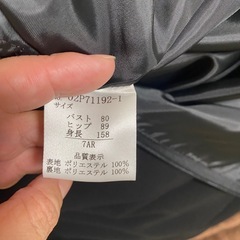 02P71192-1
サイズ
バスト 80
ヒップ 89
身長 158
7AR
品質表示
表地 ポリエステル 100%
裏地 ポリエステル 100%